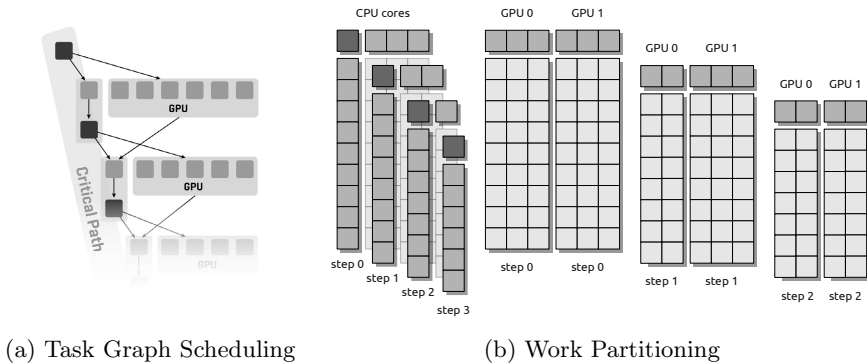 GPU
GPU
GPU
Critical Path
CPU cores
GPU 0
GPU 1
GPU 0
GPU 1
GPU 0
GPU 1
step 0
step 1
step 2
step 3
step 0
step 0
step 1
step 1
step 2
step 2
(a) Task Graph Scheduling
(b) Work Partitioning